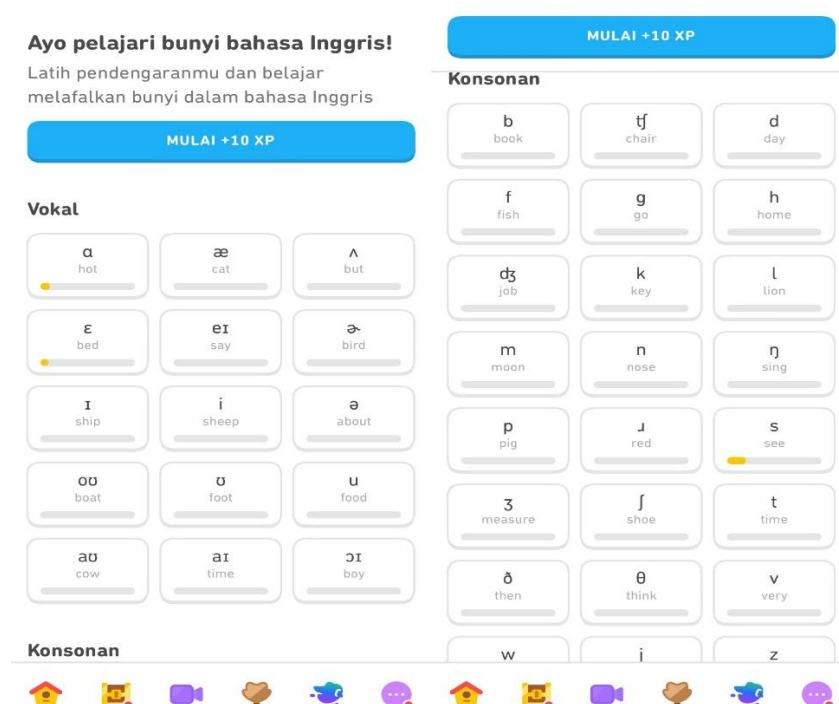 Ayo pelajari bunyi bahasa Inggris!
Latih pendengaranmu dan belajar
melafalkan bunyi dalam bahasa Inggris
MULAI +10 XP
Vokal
ɑ æ ʌ
hot cat but
ɛ eɪ ɚ
bed say bird
ɪ i ə
ship sheep about
oʊ ʊ u
boat foot food
aʊ aɪ ɔɪ
cow time boy
Konsonan
MULAI +10 XP
Konsonan
b tʃ d
book chair day
f g h
fish go home
dʒ k l
job key lion
m n ŋ
moon nose sing
p ɹ s
pig red see
ʒ ʃ t
measure shoe time
ð θ v
then think very
w j z